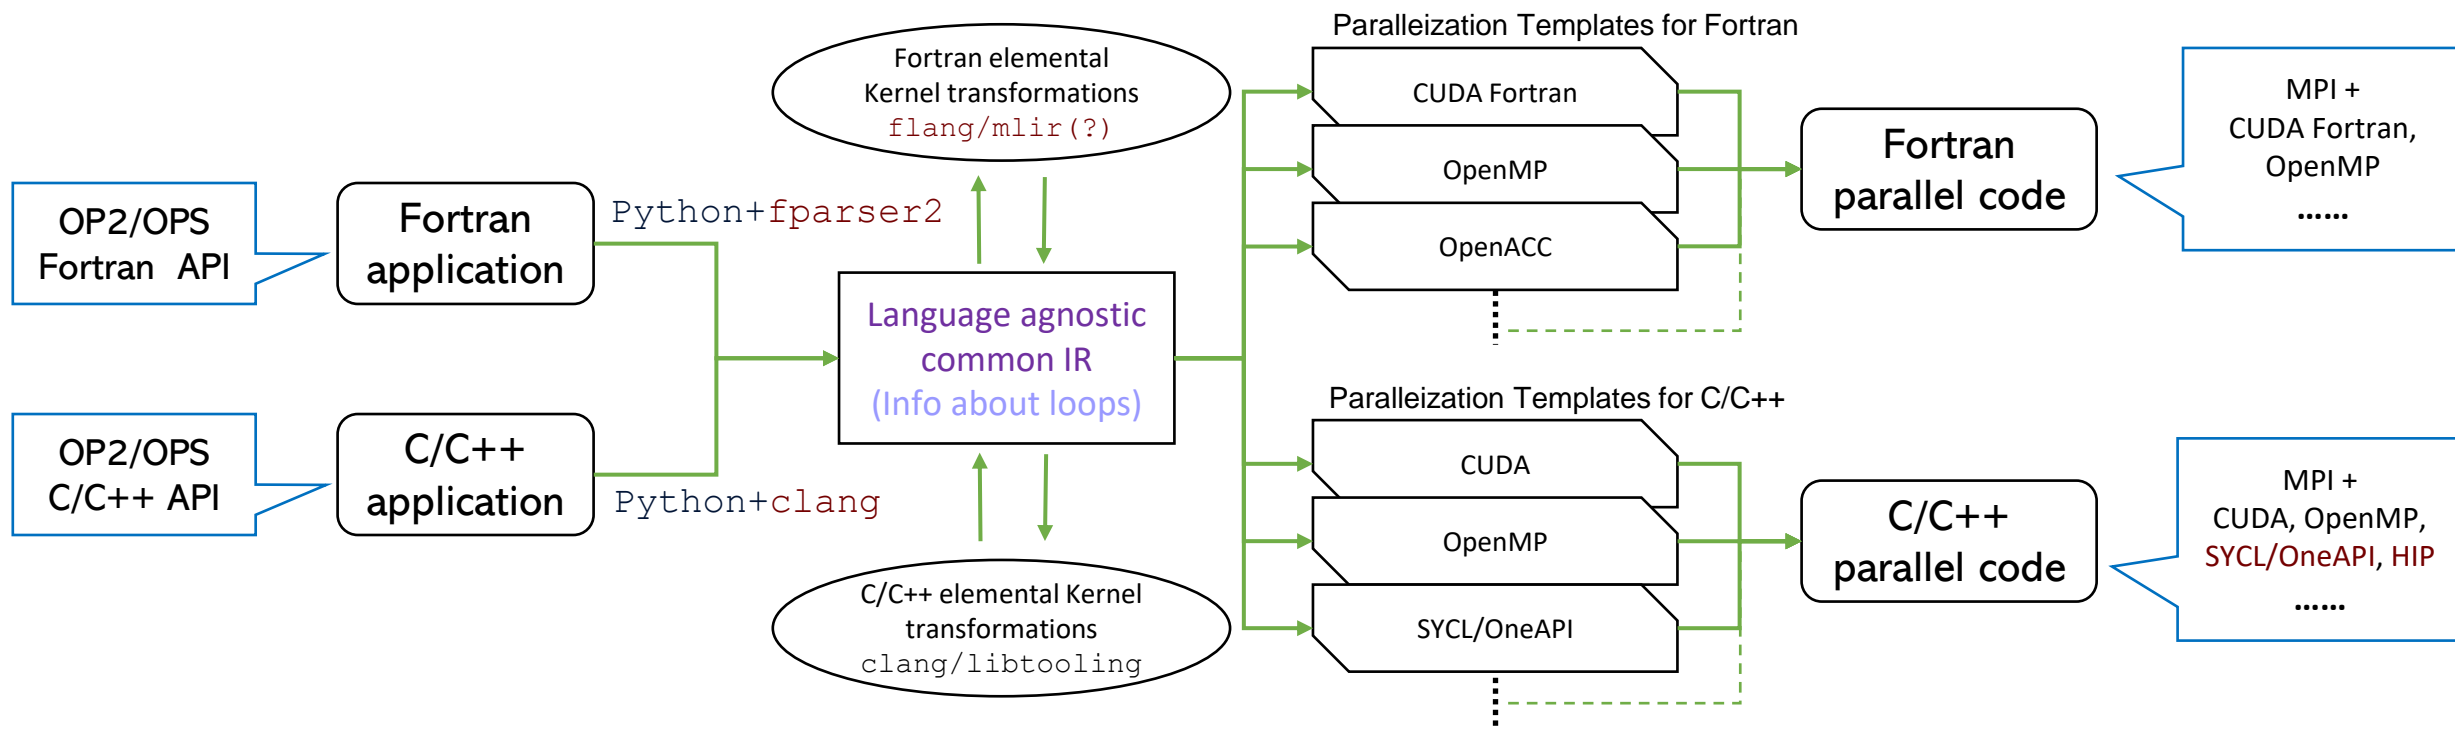 OP2/OPS
Fortran API
Fortran
application
Python+fparser2
OP2/OPS
C/C++ API
C/C++
application
Python+clang
Fortran elemental
Kernel transformations
flang/mlir(?)
Language agnostic
common IR
(Info about loops)
C/C++ elemental Kernel
transformations
clang/libtooling
Paralleization Templates for Fortran
CUDA Fortran
OpenMP
OpenACC
Fortran
parallel code
MPI +
CUDA Fortran,
OpenMP
......
Paralleization Templates for C/C++
CUDA
OpenMP
SYCL/OneAPI
C/C++
parallel code
MPI +
CUDA, OpenMP,
SYCL/OneAPI, HIP
......